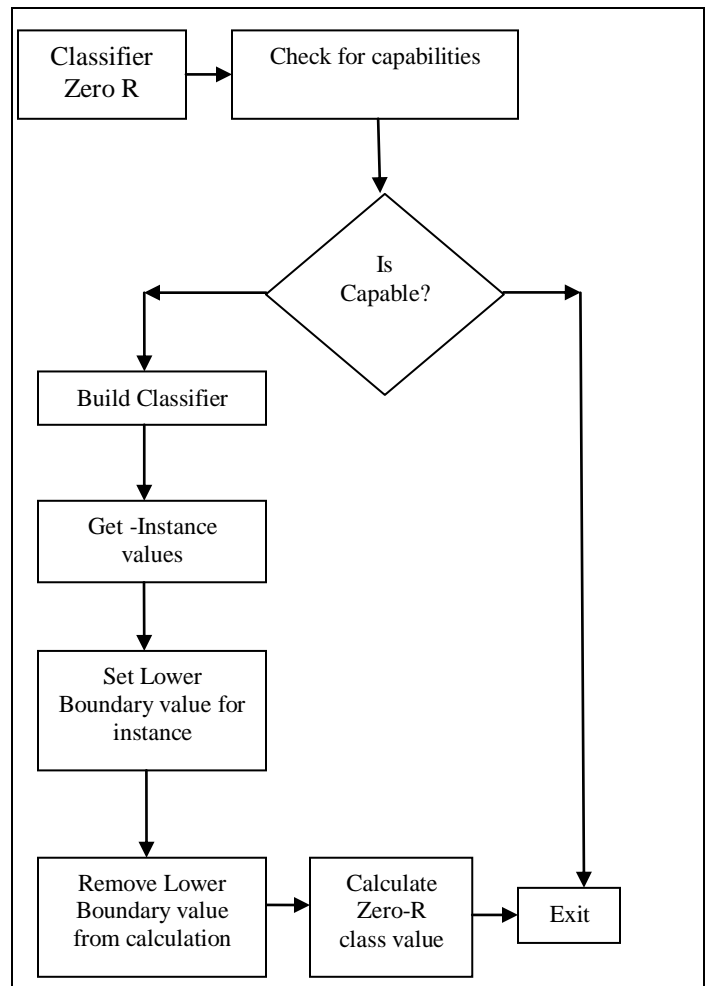 Classifier
Zero R
Check for capabilities
Is
Capable?
Build Classifier
Get -Instance
values
Set Lower
Boundary value for
instance
Remove Lower
Boundary value
from calculation
Calculate
Zero-R
class value
Exit